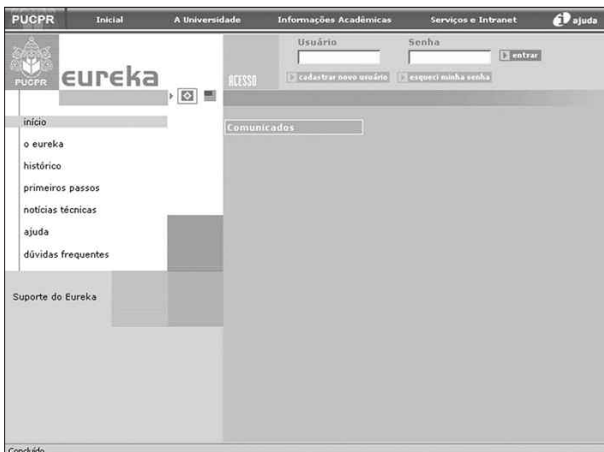 PUCPR Inicial A Universidade Informações Acadêmicas Serviços e Intranet i ajuda
Usuário Senha
entrar
PUCPR eureka ACESSO
cadastrar novo usuário esqueci minha senha
início
Comunicados
o eureka
histórico
primeiros passos
notícias técnicas
ajuda
dúvidas frequentes
Suporte do Eureka
Concluído